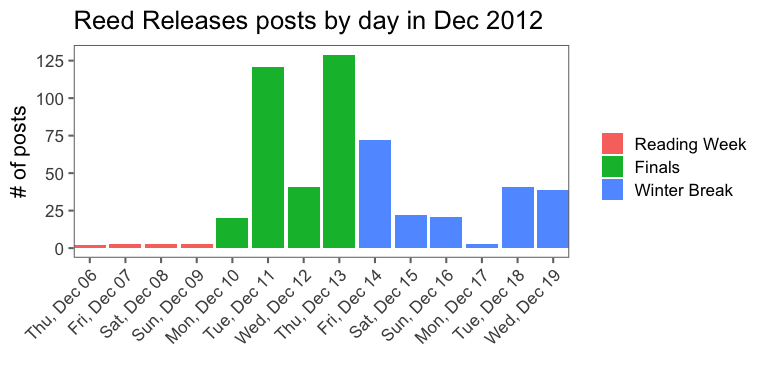 Reed Releases posts by day in Dec 2012
# of posts
125
100
75
50
25
0
Thu, Dec 06
Fri, Dec 07
Sat, Dec 08
Sun, Dec 09
Mon, Dec 10
Tue, Dec 11
Wed, Dec 12
Thu, Dec 13
Fri, Dec 14
Sat, Dec 15
Sun, Dec 16
Mon, Dec 17
Tue, Dec 18
Wed, Dec 19
Reading Week
Finals
Winter Break